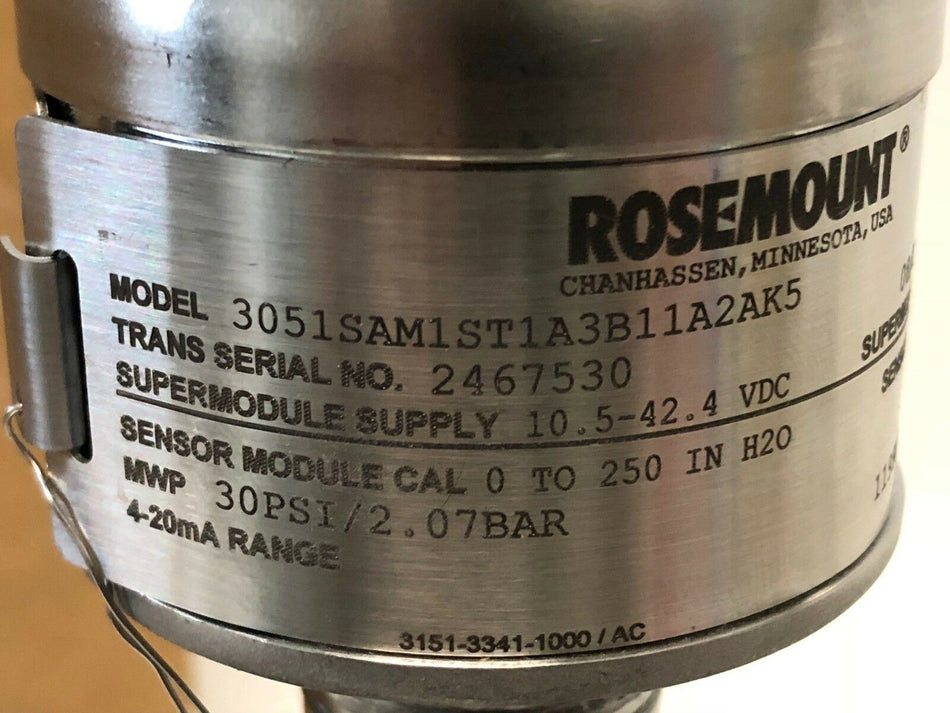 ROSEMOUNT®
CHANHASSEN, MINNESOTA, USA
MODEL 3051SAM1ST1A3B11A2AK5
TRANS SERIAL NO. 2467530
SUPERMODULE SUPPLY 10.5-42.4 VDC
SENSOR MODULE CAL 0 TO 250 IN H2O
MWP 30PSI/2.07BAR
4-20mA RANGE
3151-3341-1000 / AC